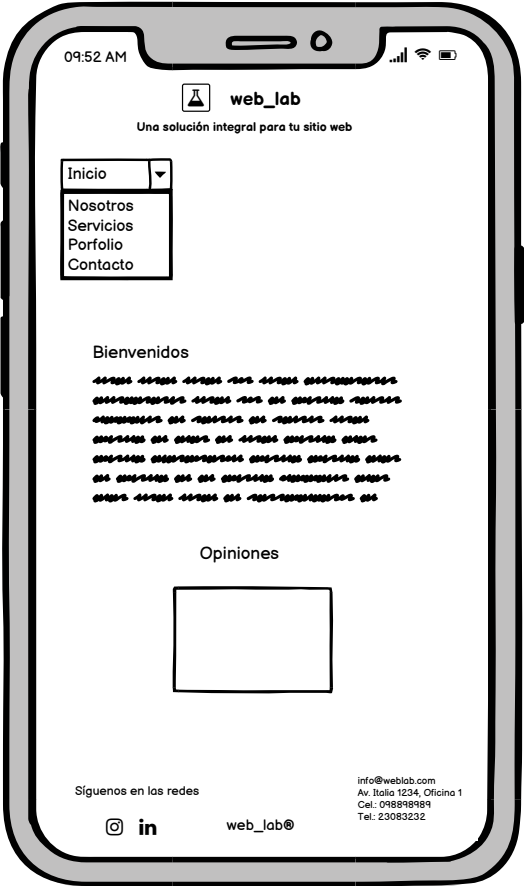 09:52 AM
web_lab
Una solución integral para tu sitio web
Inicio
Nosotros
Servicios
Porfolio
Contacto
Bienvenidos
Opiniones
Síguenos en las redes
in
web_lab®
info@weblab.com
Av. Italia 1234, Oficina 1
Cel.: 098898989
Tel.: 23083232